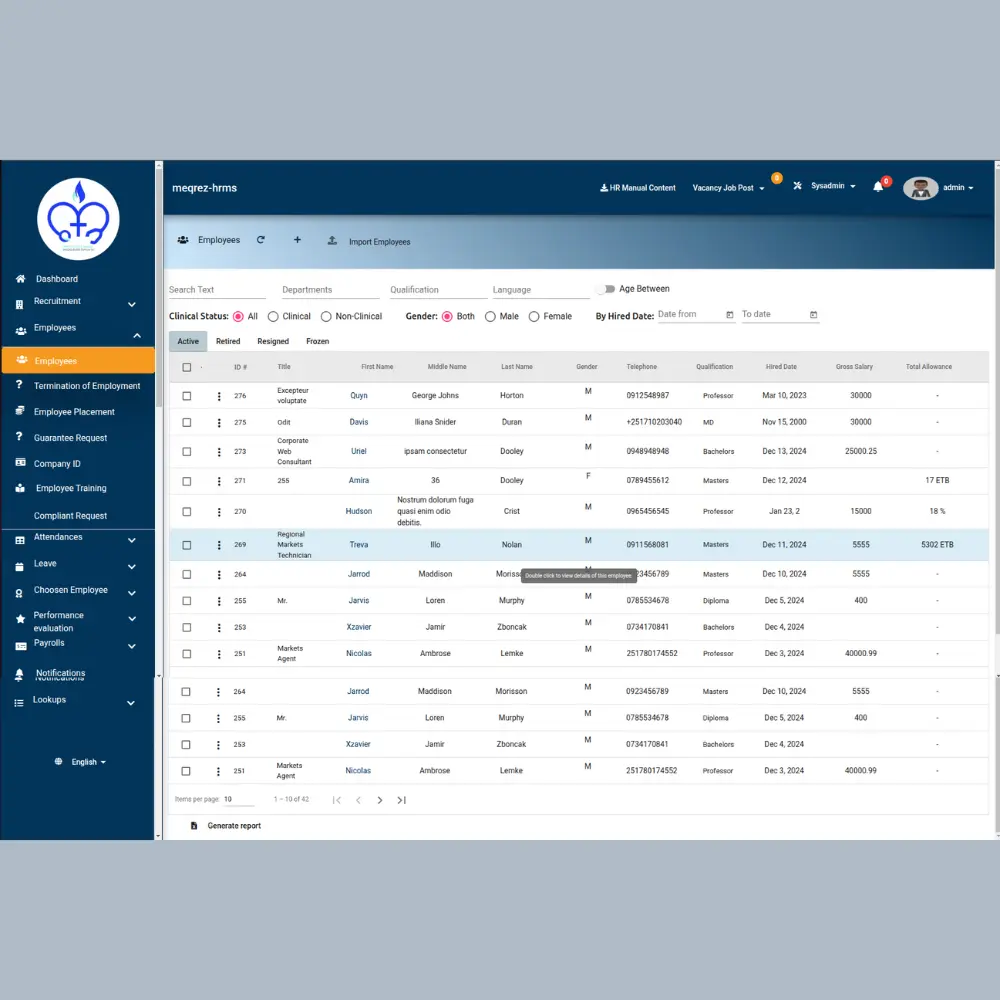 meqrez-hrms
HR Manual Content
Vacancy Job Post
0
Sysadmin
0
admin
Dashboard
Recruitment
Employees
Employees
Termination of Employment
Employee Placement
Guarantee Request
Company ID
Employee Training
Compliant Request
Attendances
Leave
Choosen Employee
Performance
evaluation
Payrolls
Notifications
Lookups
English
Employees
Import Employees
Search Text Departments Qualification Language Age Between
Clinical Status: All Clinical Non-Clinical Gender: Both Male Female By Hired Date: Date from To date
Active Retired Resigned Frozen
ID # Title First Name Middle Name Last Name Gender Telephone Qualification Hired Date Gross Salary Total Allowance
276 Excepteur voluptate Quyn George Johns Horton M 0912548987 Professor Mar 10, 2023 30000 -
275 Odit Davis Iliana Snider Duran M +251710203040 MD Nov 15, 2000 30000 -
273 Corporate Web Consultant Uriel ipsam consectetur Dooley M 0948948948 Bachelors Dec 13, 2024 25000.25 -
271 255 Amira 36 Dooley F 0789455612 Masters Dec 12, 2024 17 ETB
270 Hudson Nostrum dolorum fuga quasi enim odio debitis. Crist M 0965456545 Professor Jan 23, 2 15000 18 %
269 Regional Markets Technician Treva Illo Nolan M 0911568081 Masters Dec 11, 2024 5555 5302 ETB
264 Jarrod Maddison Moriss 23456789 Masters Dec 10, 2024 5555 -
Double click to view details of this employee.
255 Mr. Jarvis Loren Murphy M 0785534678 Diploma Dec 5, 2024 400 -
253 Xzavier Jamir Zboncak M 0734170841 Bachelors Dec 4, 2024 -
251 Markets Agent Nicolas Ambrose Lemke M 251780174552 Professor Dec 3, 2024 40000.99 -
264 Jarrod Maddison Morisson M 0923456789 Masters Dec 10, 2024 5555 -
255 Mr. Jarvis Loren Murphy M 0785534678 Diploma Dec 5, 2024 400 -
253 Xzavier Jamir Zboncak M 0734170841 Bachelors Dec 4, 2024 -
251 Markets Agent Nicolas Ambrose Lemke M 251780174552 Professor Dec 3, 2024 40000.99 -
Items per page: 10 1 – 10 of 42
Generate report